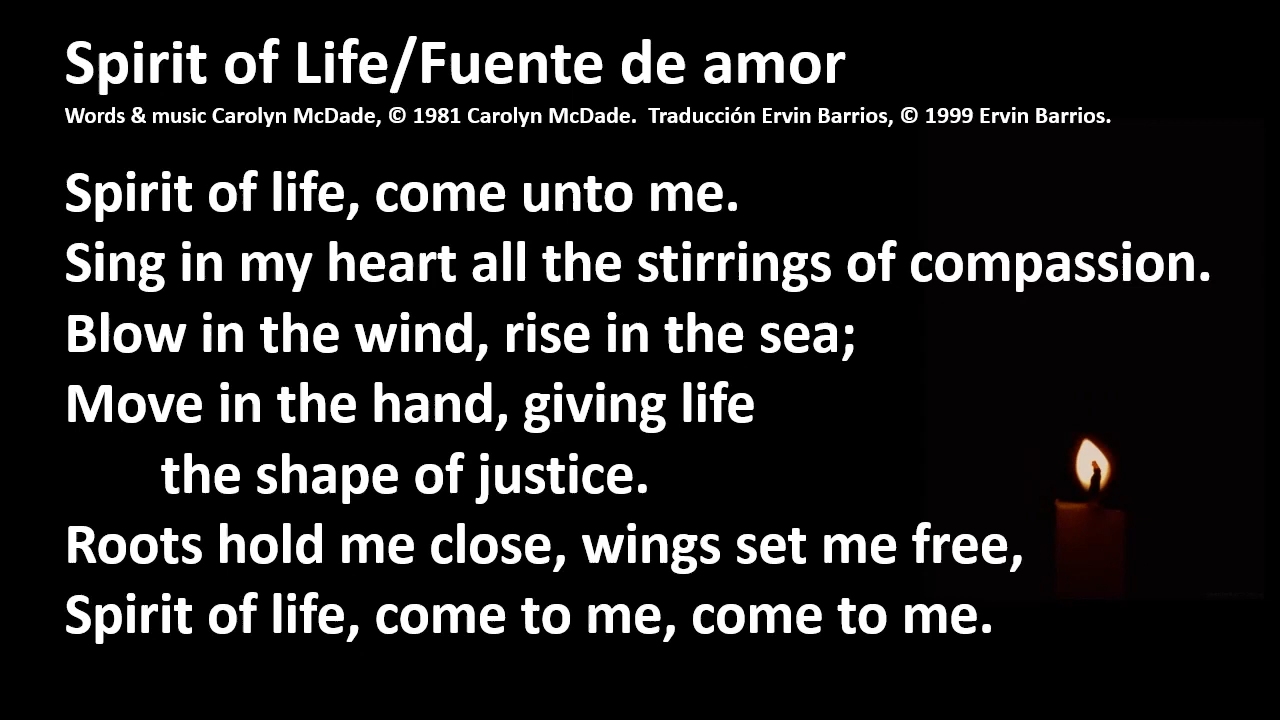 Spirit of Life/Fuente de amor
Words & music Carolyn McDade, © 1981 Carolyn McDade.  Traducción Ervin Barrios, © 1999 Ervin Barrios.
Spirit of life, come unto me.
Sing in my heart all the stirrings of compassion.
Blow in the wind, rise in the sea;
Move in the hand, giving life
the shape of justice.
Roots hold me close, wings set me free,
Spirit of life, come to me, come to me.